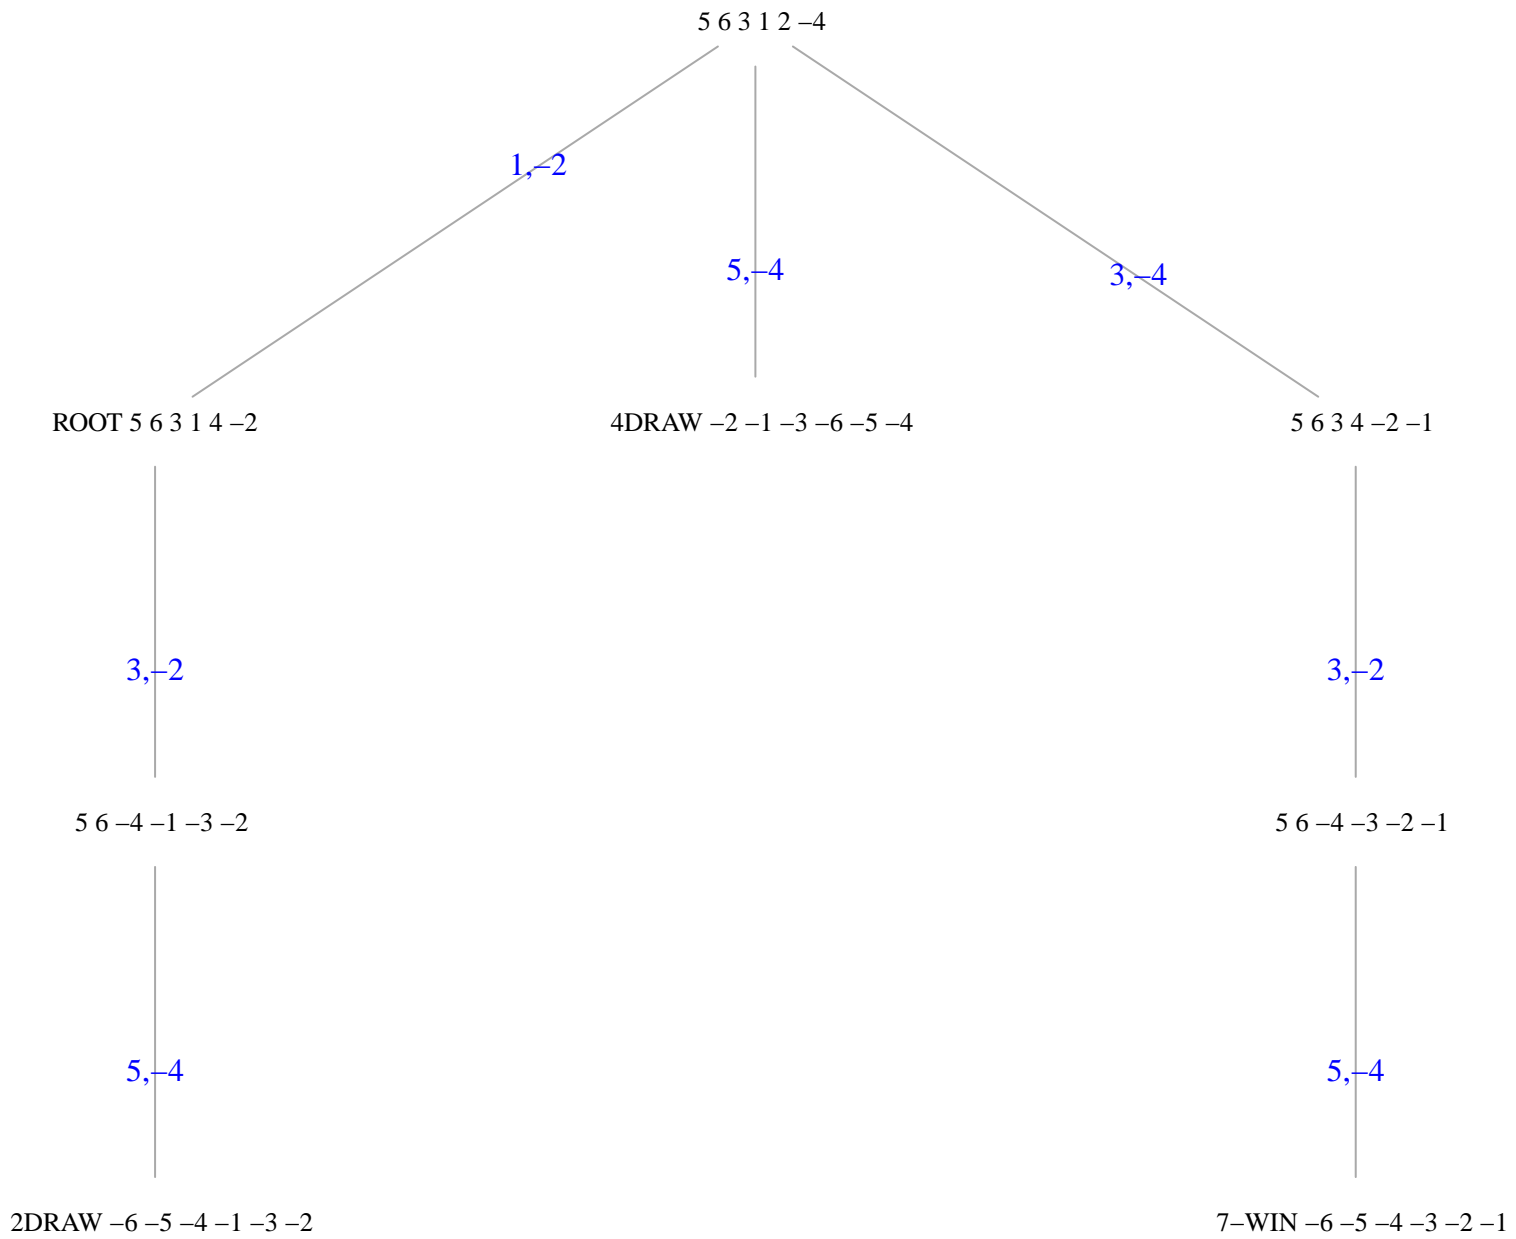 5 6 3 1 2 –4
1,–2
5,–4
3,–4
ROOT 5 6 3 1 4 –2
4DRAW –2 –1 –3 –6 –5 –4
5 6 3 4 –2 –1
3,–2
3,–2
5 6 –4 –1 –3 –2
5 6 –4 –3 –2 –1
5,–4
5,–4
2DRAW –6 –5 –4 –1 –3 –2
7–WIN –6 –5 –4 –3 –2 –1